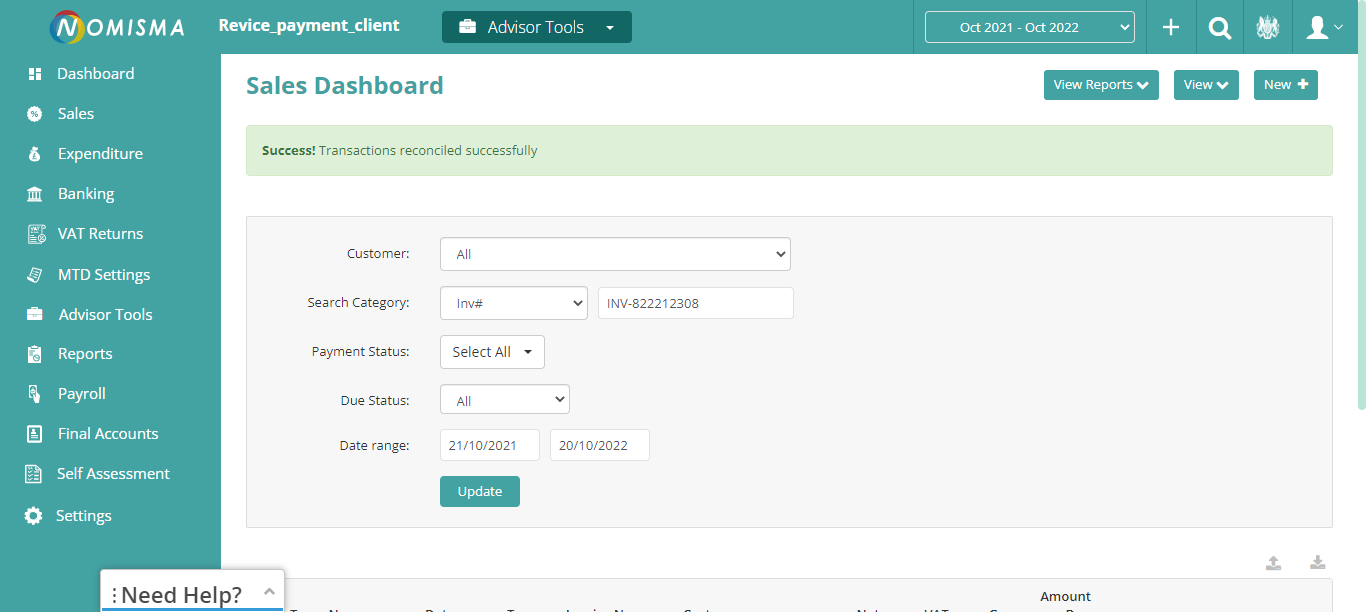 NOMISMA
Revice_payment_client
Advisor Tools
Oct 2021 - Oct 2022
Dashboard
Sales
Expenditure
Banking
VAT Returns
MTD Settings
Advisor Tools
Reports
Payroll
Final Accounts
Self Assessment
Settings
Sales Dashboard
View Reports
View
New
Success! Transactions reconciled successfully
Customer: All
Search Category: Inv# INV-822212308
Payment Status: Select All
Due Status: All
Date range: 21/10/2021 20/10/2022
Update
Need Help?
Amount